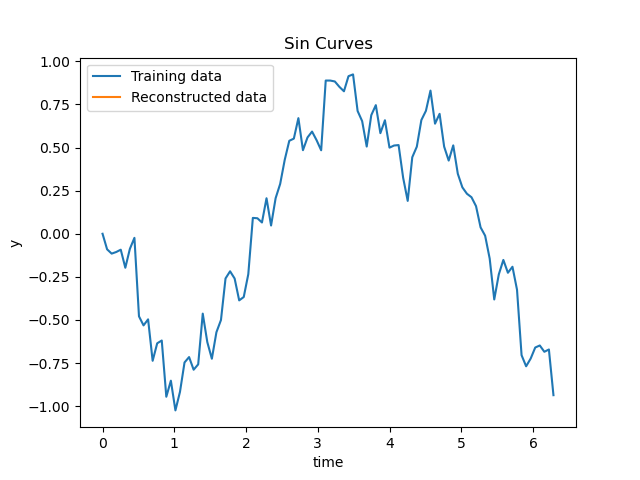 Sin Curves
Training data
Reconstructed data
1.00
0.75
0.50
0.25
0.00
−0.25
−0.50
−0.75
−1.00
y
0 1 2 3 4 5 6
time